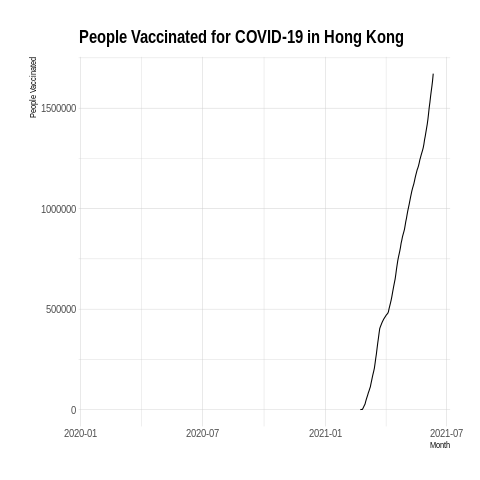 People Vaccinated for COVID-19 in Hong Kong
People Vaccinated
1500000
1000000
500000
0
2020-01 2020-07 2021-01 2021-07
Month